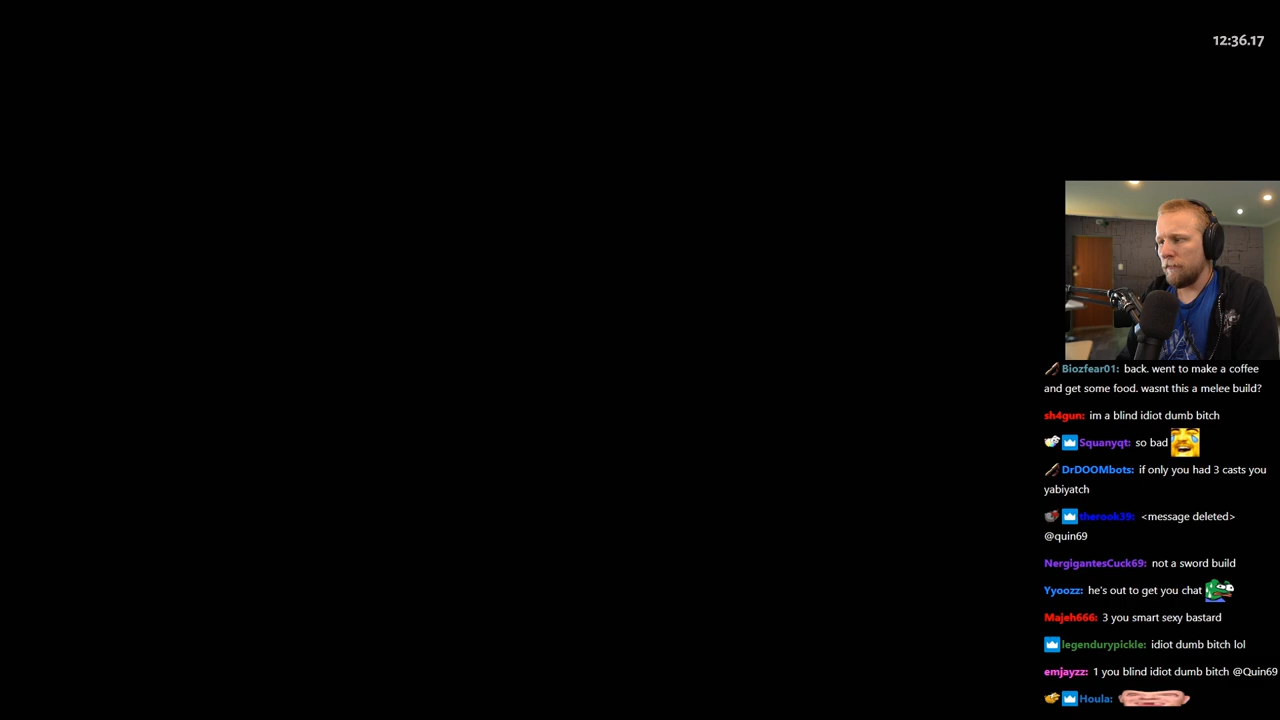 12:36.17
Biozfear01: back. went to make a coffee
and get some food. wasnt this a melee build?
sh4gun: im a blind idiot dumb bitch
Squanyqt: so bad
DrDOOMbots: if only you had 3 casts you
yabiyatch
therook39: <message deleted>
@quin69
NergigantesCuck69: not a sword build
Yyoozz: he's out to get you chat
Majeh666: 3 you smart sexy bastard
legendurypickle: idiot dumb bitch lol
emjayzz: 1 you blind idiot dumb bitch @Quin69
Houla: